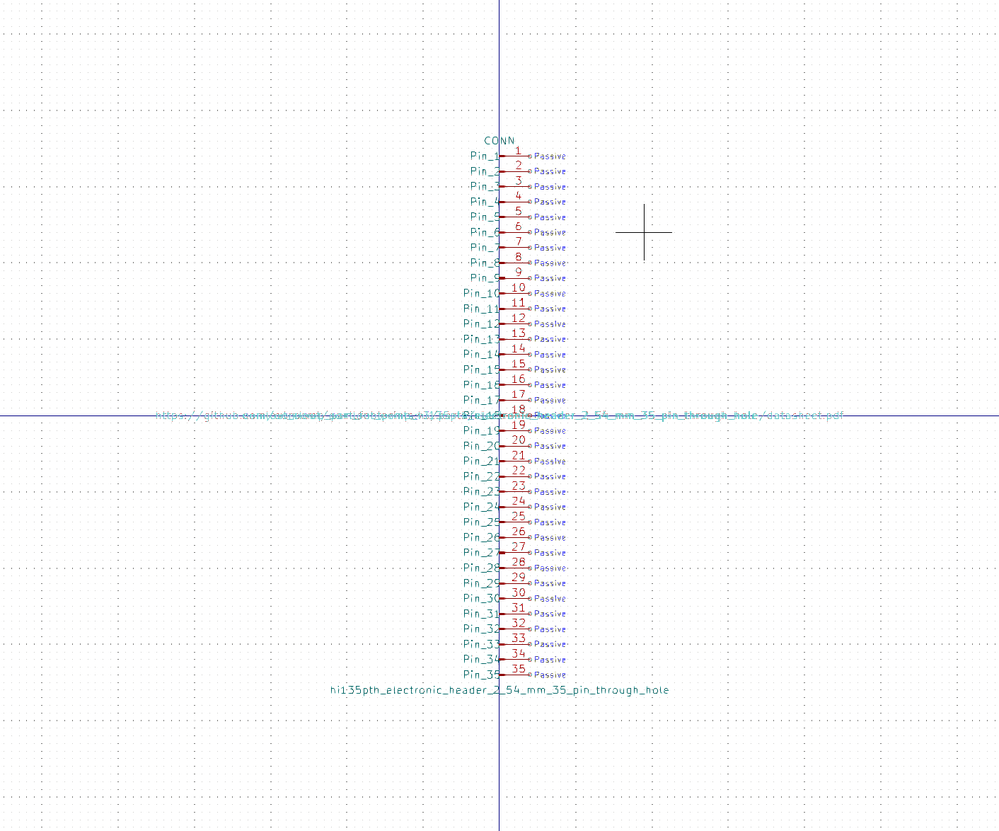 CONN
Pin_1 1 Passive
Pin_2 2 Passive
Pin_3 3 Passive
Pin_4 4 Passive
Pin_5 5 Passive
Pin_6 6 Passive
Pin_7 7 Passive
Pin_8 8 Passive
Pin_9 9 Passive
Pin_10 10 Passive
Pin_11 11 Passive
Pin_12 12 Passive
Pin_13 13 Passive
Pin_14 14 Passive
Pin_15 15 Passive
Pin_16 16 Passive
Pin_17 17 Passive
18
Pin_19 19 Passive
Pin_20 20 Passive
Pin_21 21 Passive
Pin_22 22 Passive
Pin_23 23 Passive
Pin_24 24 Passive
Pin_25 25 Passive
Pin_26 26 Passive
Pin_27 27 Passive
Pin_28 28 Passive
Pin_29 29 Passive
Pin_30 30 Passive
Pin_31 31 Passive
Pin_32 32 Passive
Pin_33 33 Passive
Pin_34 34 Passive
Pin_35 35 Passive
hi135pth_electronic_header_2_54_mm_35_pin_through_hole